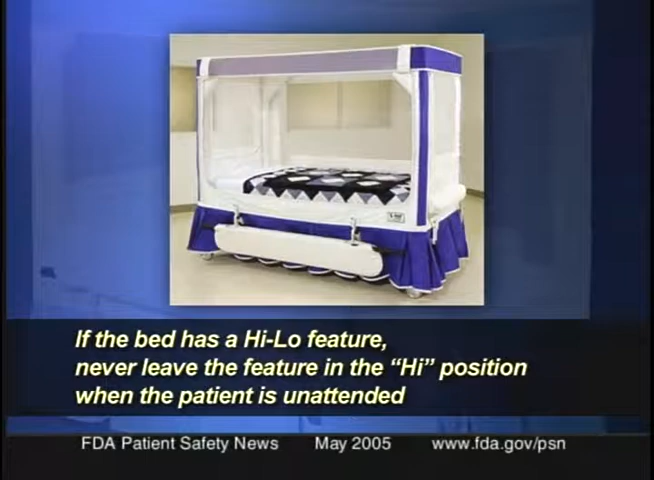 If the bed has a Hi-Lo feature,
never leave the feature in the “Hi” position
when the patient is unattended
FDA Patient Safety News May 2005 www.fda.gov/psn